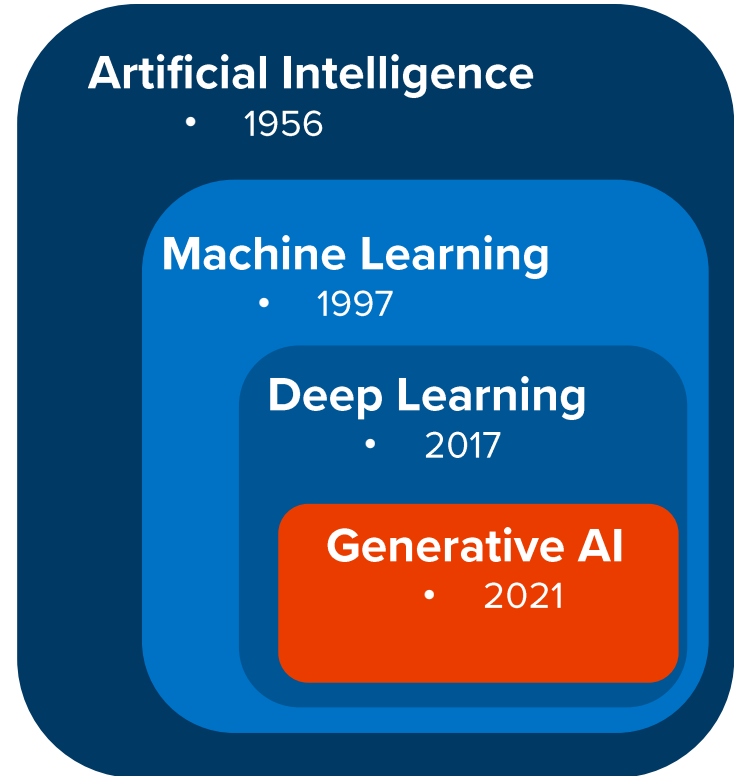 Artificial Intelligence
• 1956
Machine Learning
• 1997
Deep Learning
• 2017
Generative AI
• 2021